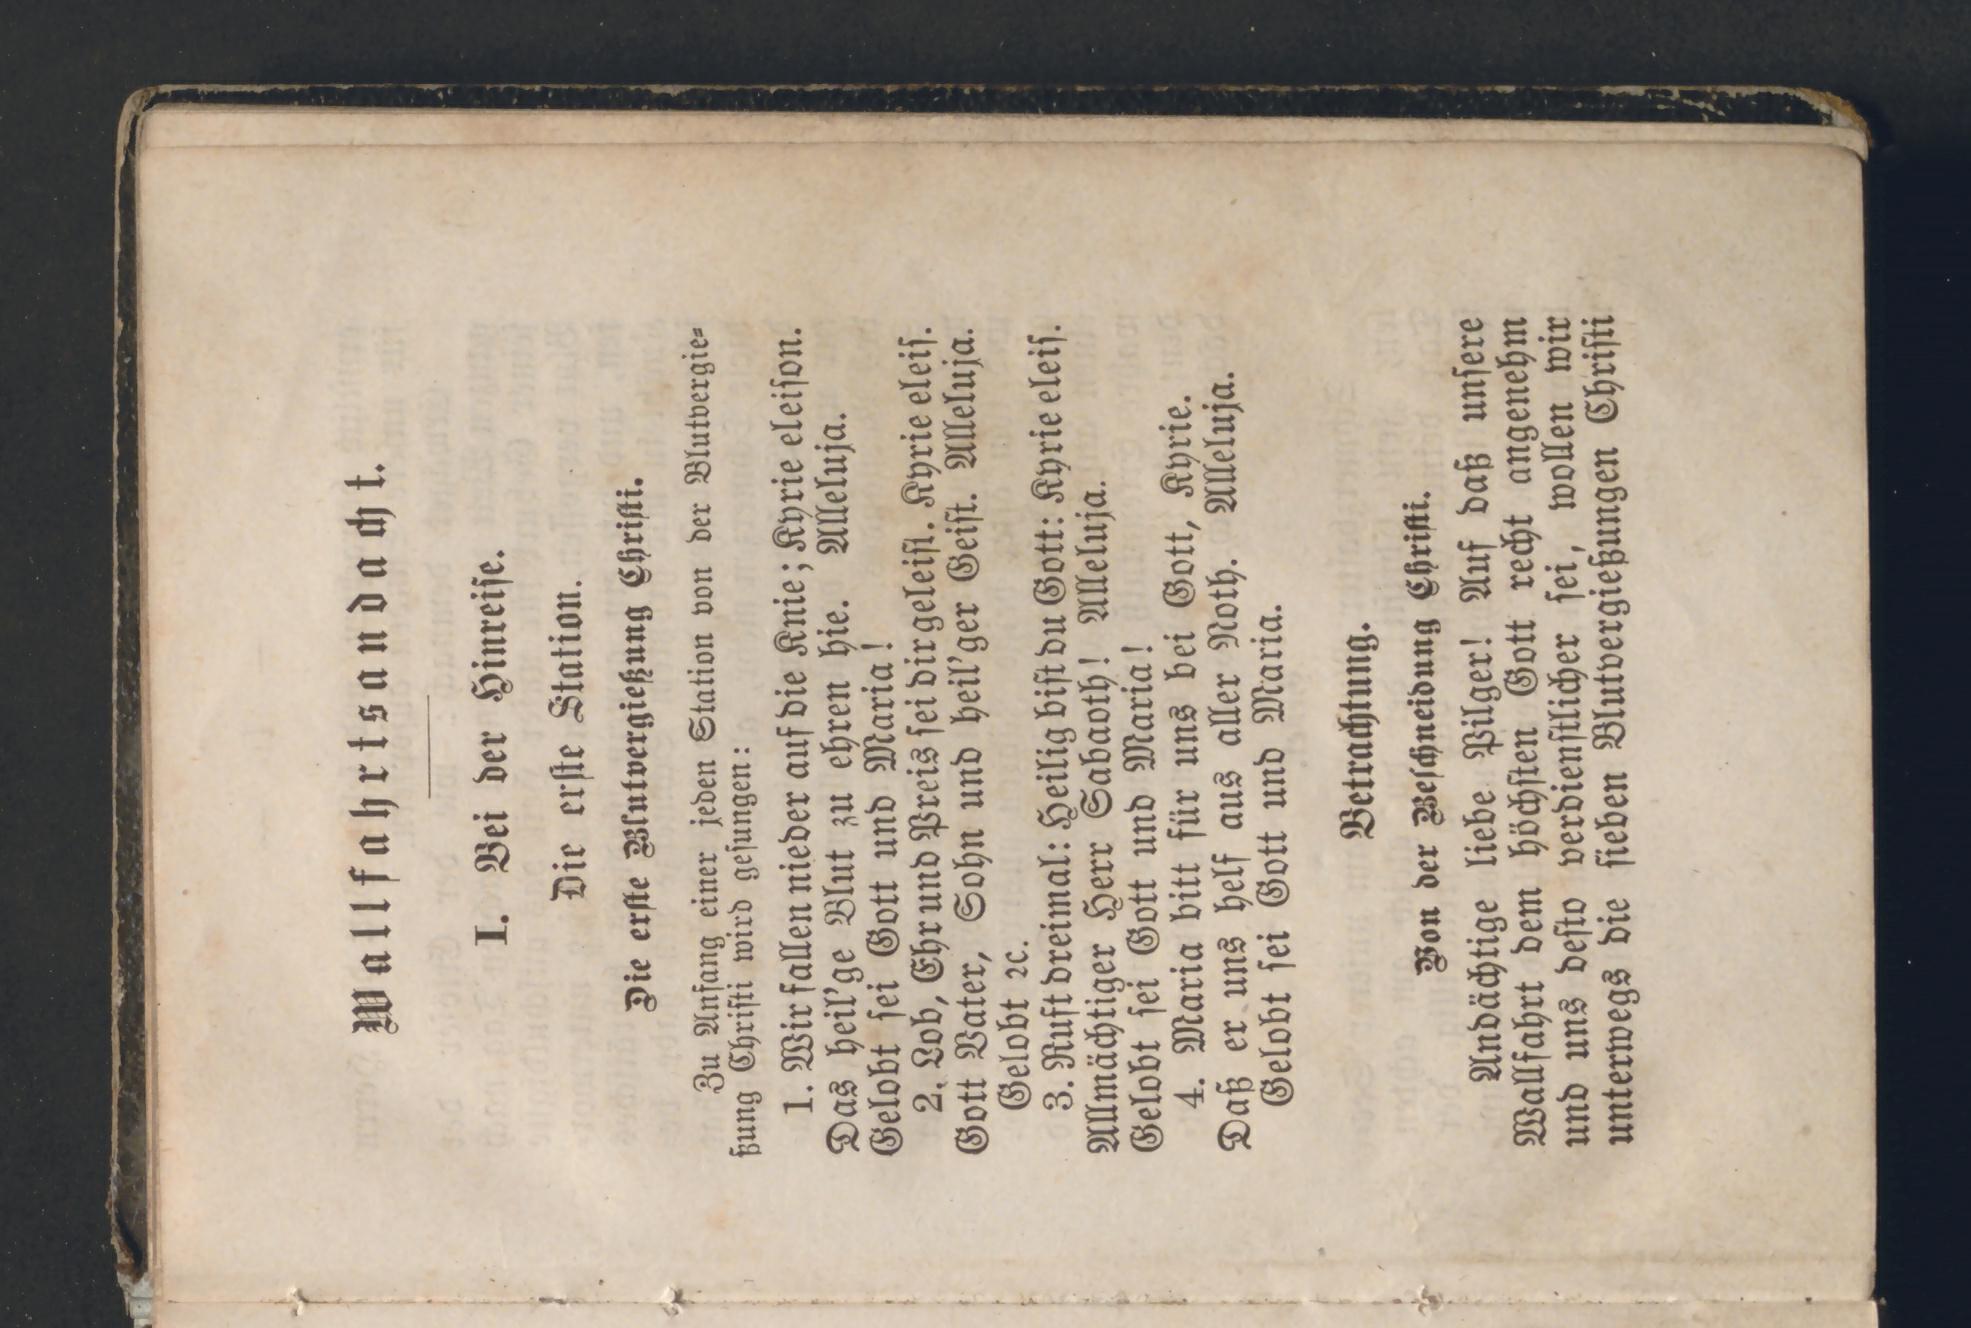 Wallfahrtsandacht.
I. Bei der Hinreise.
Die erste Station.
Die erste Blutvergießung Christi.
Zu Anfang einer jeden Station von der Blutvergie-
ßung Christi wird gesungen:
1. Wir fallen nieder auf die Knie; Kyrie eleison.
Das heil'ge Blut zu ehren hie. Alleluja.
Gelobt sei Gott und Maria!
2. Lob, Ehr und Preis sei dir geleist. Kyrie eleis.
Gott Vater, Sohn und heil'ger Geist. Alleluja.
Gelobt ꝛc.
3. Ruft dreimal: Heilig bist du Gott: Kyrie eleis.
Allmächtiger Herr Sabaoth! Alleluja.
Gelobt sei Gott und Maria!
4. Maria bitt für uns bei Gott, Kyrie.
Daß er uns helf aus aller Noth. Alleluja.
Gelobt sei Gott und Maria.
Betrachtung.
Von der Beschneidung Christi.
Andächtige liebe Pilger! Auf daß unsere
Wallfahrt dem höchsten Gott recht angenehm
und uns desto verdienstlicher sei, wollen wir
unterwegs die sieben Blutvergießungen Christi